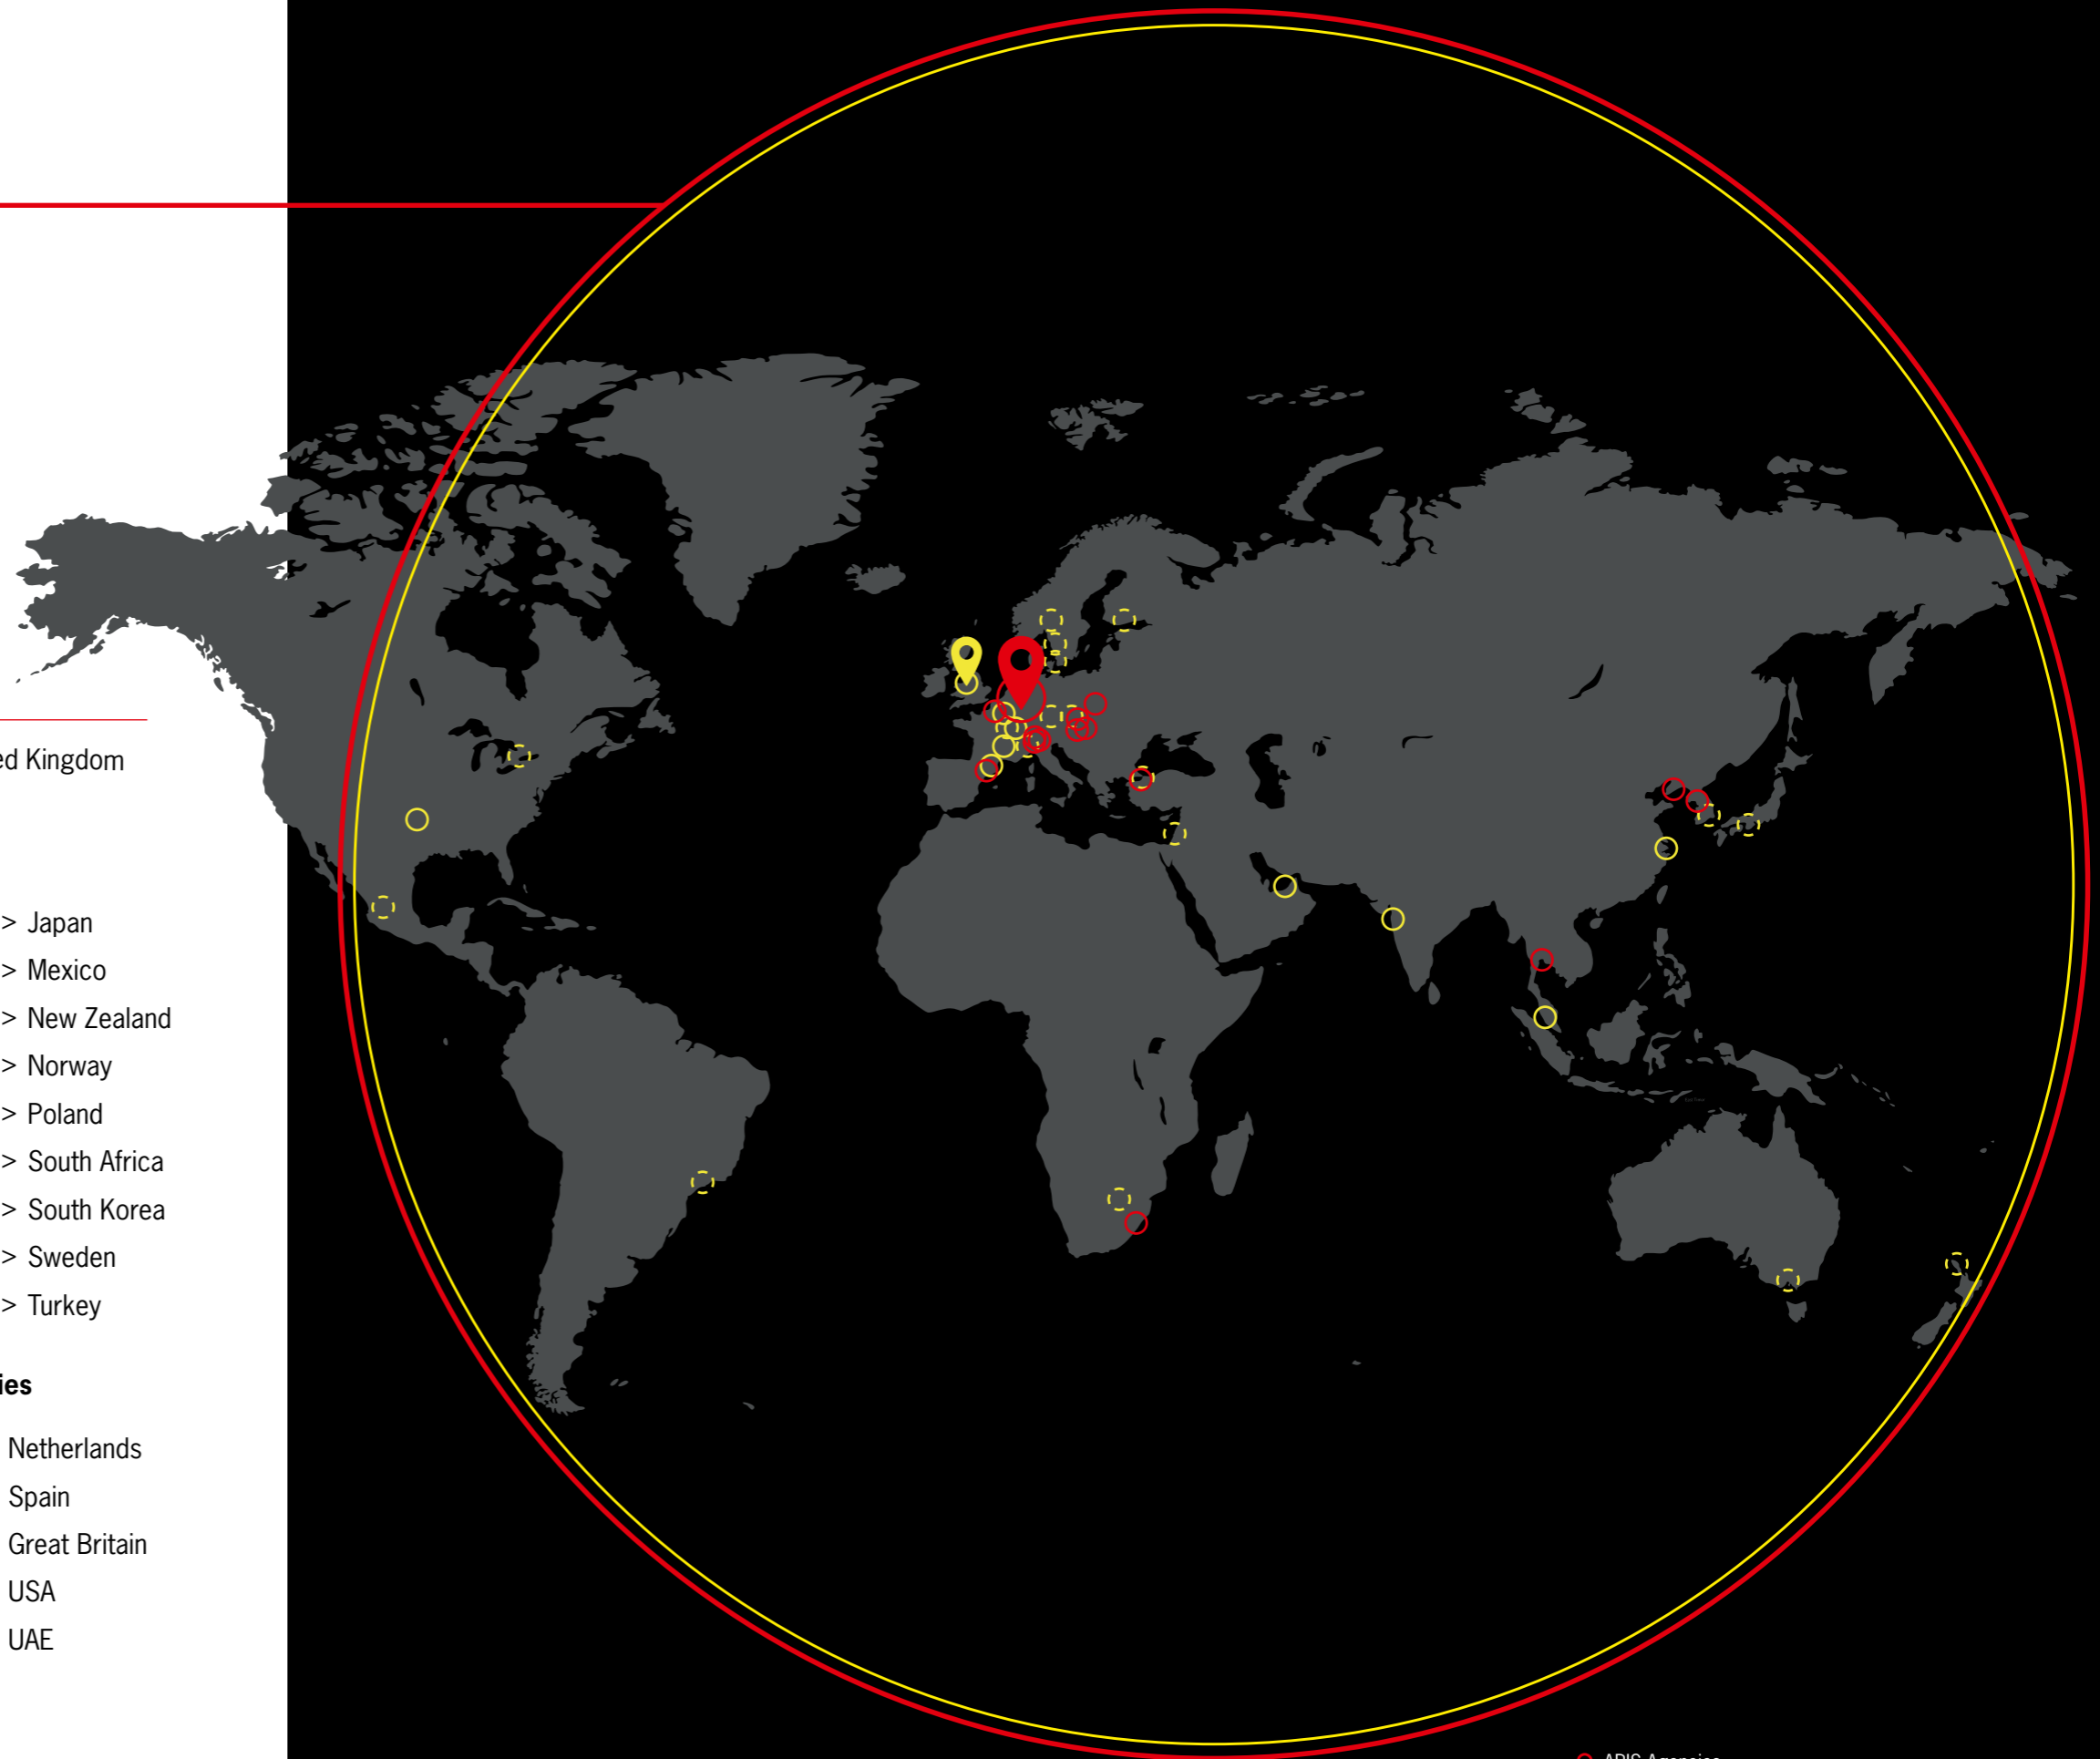 ed Kingdom
> Japan
> Mexico
> New Zealand
> Norway
> Poland
> South Africa
> South Korea
> Sweden
> Turkey
ies
Netherlands
Spain
Great Britain
USA
UAE